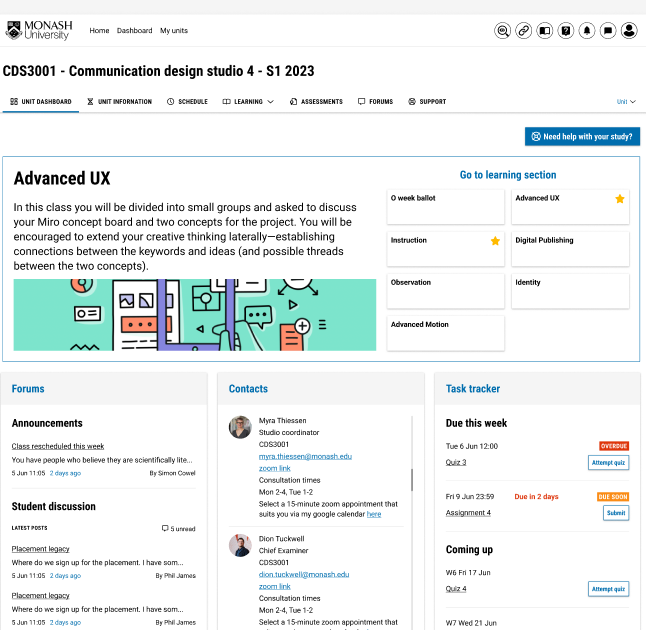 MONASH
University
Home
Dashboard
My units
CDS3001 - Communication design studio 4 - S1 2023
UNIT DASHBOARD
UNIT INFORMATION
SCHEDULE
LEARNING
ASSESSMENTS
FORUMS
SUPPORT
Unit
Need help with your study?
Advanced UX
In this class you will be divided into small groups and asked to discuss
your Miro concept board and two concepts for the project. You will be
encouraged to extend your creative thinking laterally—establishing
connections between the keywords and ideas (and possible threads
between the two concepts).
Go to learning section
O week ballot
Advanced UX
Instruction
Digital Publishing
Observation
Identity
Advanced Motion
Forums
Announcements
Class rescheduled this week
You have people who believe they are scientifically lite...
5 Jun 11:05 2 days ago By Simon Cowel
Student discussion
LATEST POSTS 5 unread
Placement legacy
Where do we sign up for the placement. I have som...
5 Jun 11:05 2 days ago By Phil James
Placement legacy
Where do we sign up for the placement. I have som...
5 Jun 11:05 2 days ago By Phil James
Contacts
Myra Thiessen
Studio coordinator
CDS3001
myra.thiessen@monash.edu
zoom link
Consultation times
Mon 2-4, Tue 1-2
Select a 15-minute zoom appointment that
suits you via my google calendar here
Dion Tuckwell
Chief Examiner
CDS3001
dion.tuckwell@monash.edu
zoom link
Consultation times
Mon 2-4, Tue 1-2
Select a 15-minute zoom appointment that
Task tracker
Due this week
Tue 6 Jun 12:00 OVERDUE
Quiz 3 Attempt quiz
Fri 9 Jun 23:59 Due in 2 days DUE SOON
Assignment 4 Submit
Coming up
W6 Fri 17 Jun
Quiz 4 Attempt quiz
W7 Wed 21 Jun